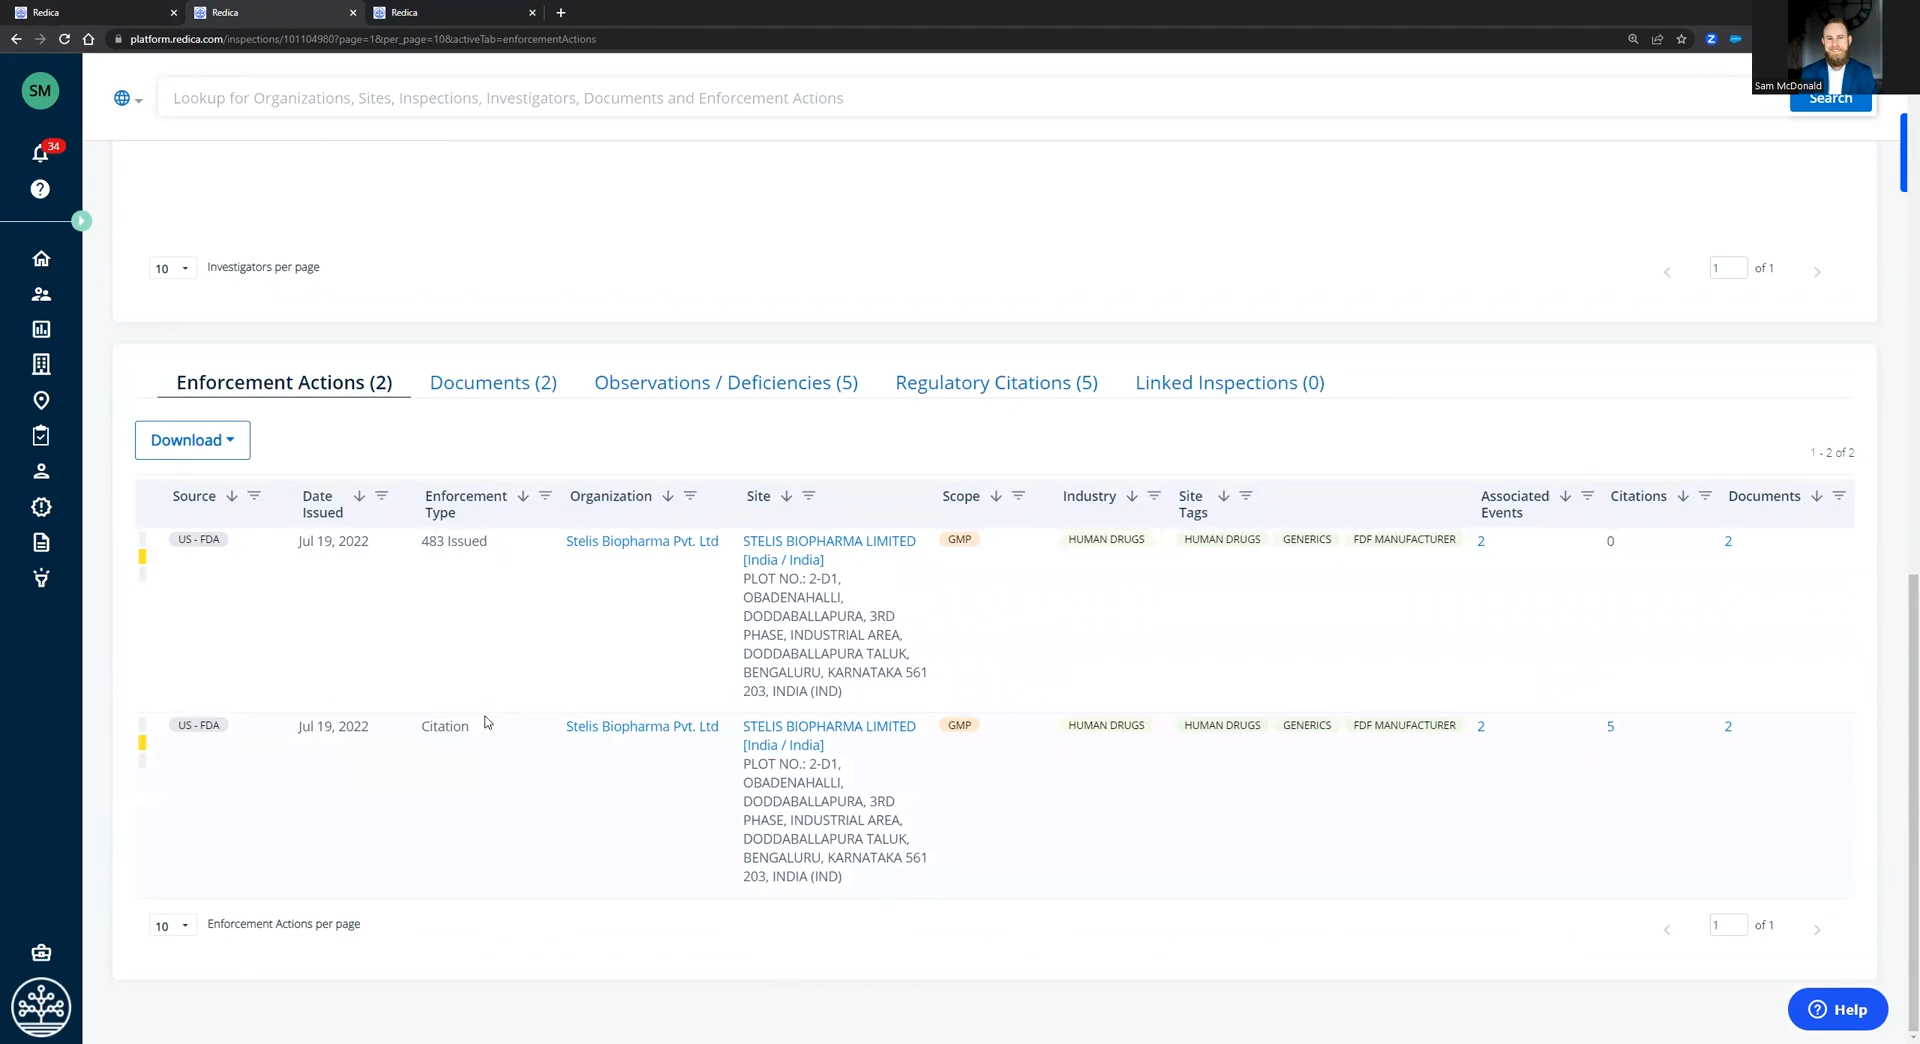 Redica
Redica
Redica
platform.redica.com/inspections/101104980?page=1&per_page=10&activeTab=enforcementActions
Z
Sam McDonald
SM
Lookup for Organizations, Sites, Inspections, Investigators, Documents and Enforcement Actions
Search
34
10 Investigators per page
1 of 1
Enforcement Actions (2) Documents (2) Observations / Deficiencies (5) Regulatory Citations (5) Linked Inspections (0)
Download
1 - 2 of 2
Source Date Issued Enforcement Type Organization Site Scope Industry Site Tags Associated Events Citations Documents
US - FDA Jul 19, 2022 483 Issued Stelis Biopharma Pvt. Ltd STELIS BIOPHARMA LIMITED GMP HUMAN DRUGS HUMAN DRUGS GENERICS FDF MANUFACTURER 2 0 2
[India / India]
PLOT NO.: 2-D1,
OBADENAHALLI,
DODDABALLAPURA, 3RD
PHASE, INDUSTRIAL AREA,
DODDABALLAPURA TALUK,
BENGALURU, KARNATAKA 561
203, INDIA (IND)
US - FDA Jul 19, 2022 Citation Stelis Biopharma Pvt. Ltd STELIS BIOPHARMA LIMITED GMP HUMAN DRUGS HUMAN DRUGS GENERICS FDF MANUFACTURER 2 5 2
[India / India]
PLOT NO.: 2-D1,
OBADENAHALLI,
DODDABALLAPURA, 3RD
PHASE, INDUSTRIAL AREA,
DODDABALLAPURA TALUK,
BENGALURU, KARNATAKA 561
203, INDIA (IND)
10 Enforcement Actions per page
1 of 1
Help